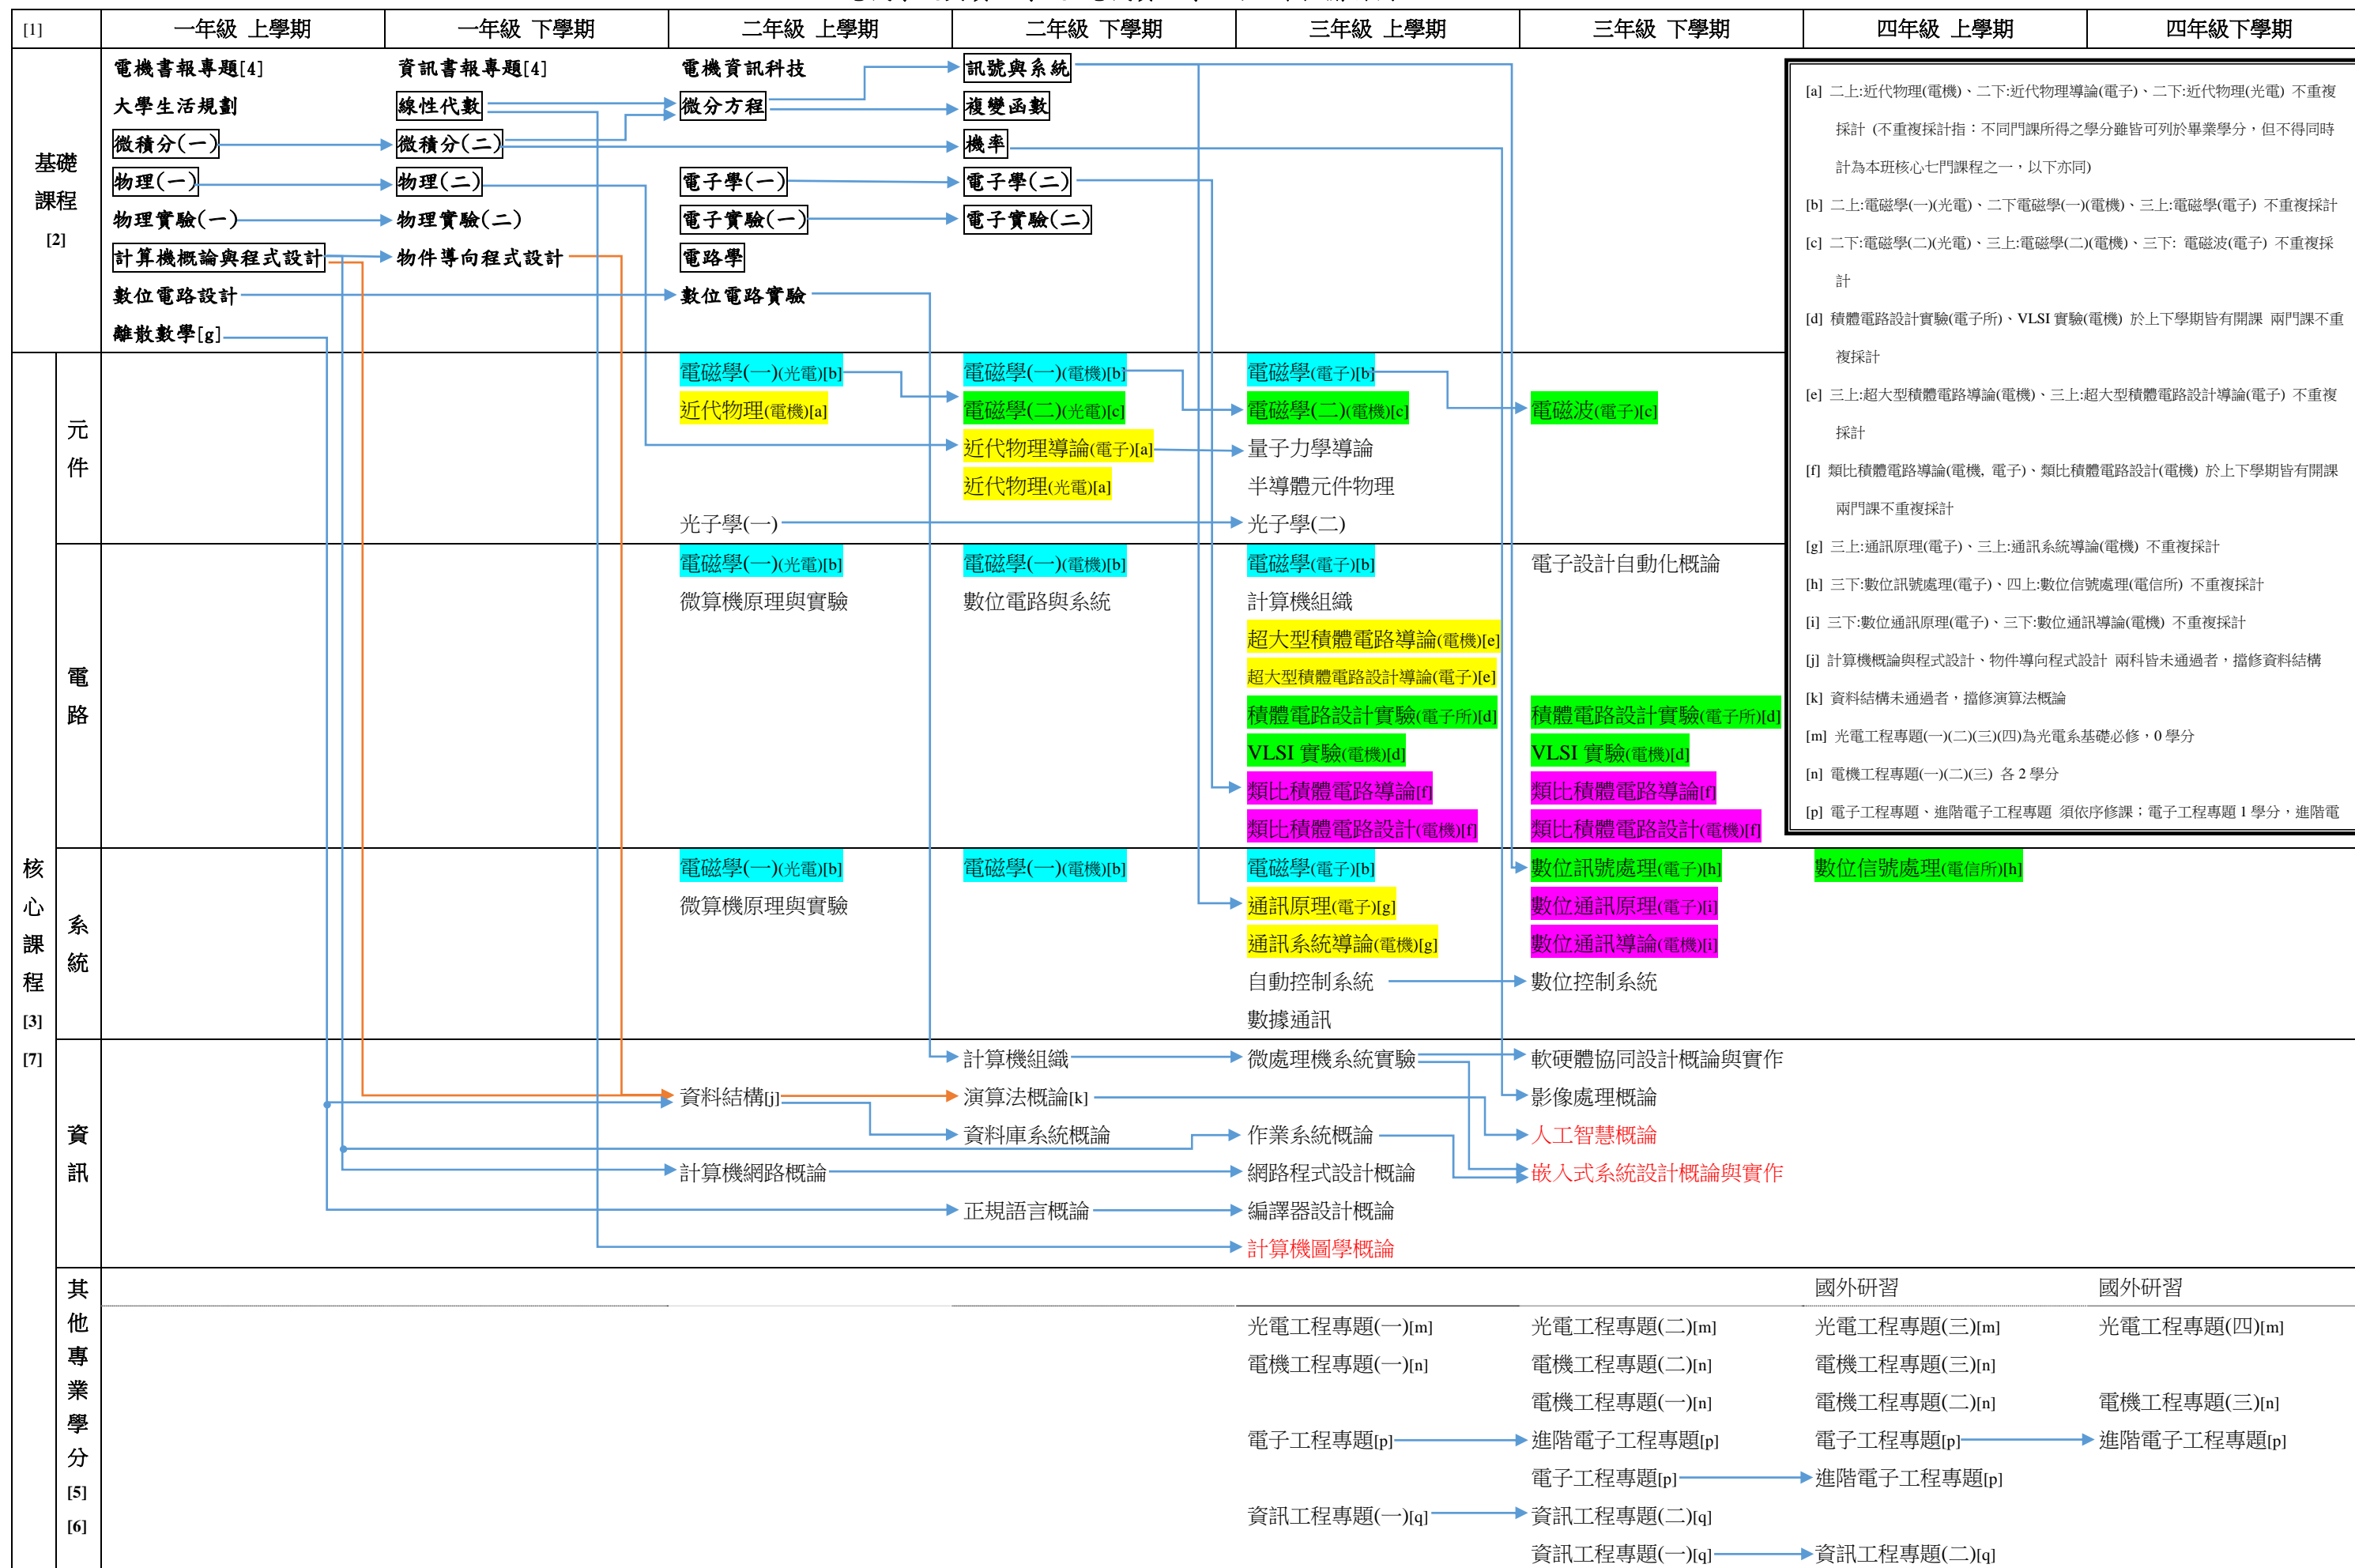 [1] 一年級 上學期 一年級 下學期 二年級 上學期 二年級 下學期 三年級 上學期 三年級 下學期 四年級 上學期 四年級下學期
基礎
課程
[2]
電機書報專題[4] 資訊書報專題[4] 電機資訊科技 訊號與系統
大學生活規劃 線性代數 微分方程 複變函數
微積分(一) 微積分(二) 機率
物理(一) 物理(二) 電子學(一) 電子學(二)
物理實驗(一) 物理實驗(二) 電子實驗(一) 電子實驗(二)
計算機概論與程式設計 物件導向程式設計 電路學
數位電路設計 數位電路實驗
離散數學[g]
[a] 二上:近代物理(電機)、二下:近代物理導論(電子)、二下:近代物理(光電) 不重複
採計 (不重複採計指：不同門課所得之學分雖皆可列於畢業學分，但不得同時
計為本班核心七門課程之一，以下亦同)
[b] 二上:電磁學(一)(光電)、二下電磁學(一)(電機)、三上:電磁學(電子) 不重複採計
[c] 二下:電磁學(二)(光電)、三上:電磁學(二)(電機)、三下: 電磁波(電子) 不重複採
計
[d] 積體電路設計實驗(電子所)、VLSI 實驗(電機) 於上下學期皆有開課 兩門課不重
複採計
[e] 三上:超大型積體電路導論(電機)、三上:超大型積體電路設計導論(電子) 不重複
採計
[f] 類比積體電路導論(電機, 電子)、類比積體電路設計(電機) 於上下學期皆有開課
兩門課不重複採計
[g] 三上:通訊原理(電子)、三上:通訊系統導論(電機) 不重複採計
[h] 三下:數位訊號處理(電子)、四上:數位信號處理(電信所) 不重複採計
[i] 三下:數位通訊原理(電子)、三下:數位通訊導論(電機) 不重複採計
[j] 計算機概論與程式設計、物件導向程式設計 兩科皆未通過者，擋修資料結構
[k] 資料結構未通過者，擋修演算法概論
[m] 光電工程專題(一)(二)(三)(四)為光電系基礎必修，0 學分
[n] 電機工程專題(一)(二)(三) 各 2 學分
[p] 電子工程專題、進階電子工程專題 須依序修課；電子工程專題 1 學分，進階電
核
心
課
程
[3]
[7]
元
件
電磁學(一)(光電)[b] 電磁學(一)(電機)[b] 電磁學(電子)[b]
近代物理(電機)[a] 電磁學(二)(光電)[c] 電磁學(二)(電機)[c] 電磁波(電子)[c]
近代物理導論(電子)[a] 量子力學導論
近代物理(光電)[a] 半導體元件物理
光子學(一) 光子學(二)
電
路
電磁學(一)(光電)[b] 電磁學(一)(電機)[b] 電磁學(電子)[b] 電子設計自動化概論
微算機原理與實驗 數位電路與系統 計算機組織
超大型積體電路導論(電機)[e]
超大型積體電路設計導論(電子)[e]
積體電路設計實驗(電子所)[d] 積體電路設計實驗(電子所)[d]
VLSI 實驗(電機)[d] VLSI 實驗(電機)[d]
類比積體電路導論[f] 類比積體電路導論[f]
類比積體電路設計(電機)[f] 類比積體電路設計(電機)[f]
系
統
電磁學(一)(光電)[b] 電磁學(一)(電機)[b] 電磁學(電子)[b] 數位訊號處理(電子)[h] 數位信號處理(電信所)[h]
微算機原理與實驗 通訊原理(電子)[g] 數位通訊原理(電子)[i]
通訊系統導論(電機)[g] 數位通訊導論(電機)[i]
自動控制系統 數位控制系統
數據通訊
資
訊
計算機組織 微處理機系統實驗 軟硬體協同設計概論與實作
資料結構[j] 演算法概論[k] 影像處理概論
資料庫系統概論 作業系統概論 人工智慧概論
計算機網路概論 網路程式設計概論 嵌入式系統設計概論與實作
正規語言概論 編譯器設計概論
計算機圖學概論
其
他
專
業
學
分
[5]
[6]
國外研習 國外研習
光電工程專題(一)[m] 光電工程專題(二)[m] 光電工程專題(三)[m] 光電工程專題(四)[m]
電機工程專題(一)[n] 電機工程專題(二)[n] 電機工程專題(三)[n]
電機工程專題(一)[n] 電機工程專題(二)[n] 電機工程專題(三)[n]
電子工程專題[p] 進階電子工程專題[p] 電子工程專題[p] 進階電子工程專題[p]
電子工程專題[p] 進階電子工程專題[p]
資訊工程專題(一)[q] 資訊工程專題(二)[q]
資訊工程專題(一)[q] 資訊工程專題(二)[q]